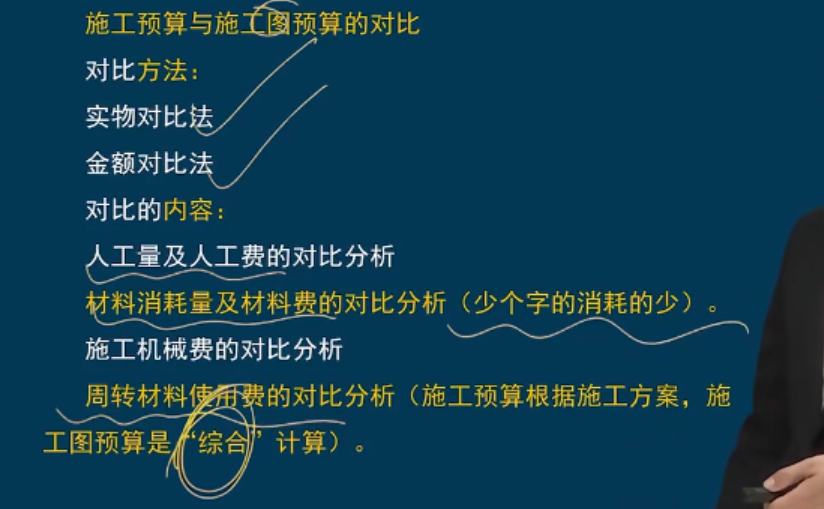 施工预算与施工图预算的对比
对比方法：
实物对比法
金额对比法
对比的内容：
人工量及人工费的对比分析
材料消耗量及材料费的对比分析（少个字的消耗的少）。
施工机械费的对比分析
周转材料使用费的对比分析（施工预算根据施工方案，施
工图预算是“综合”计算）。